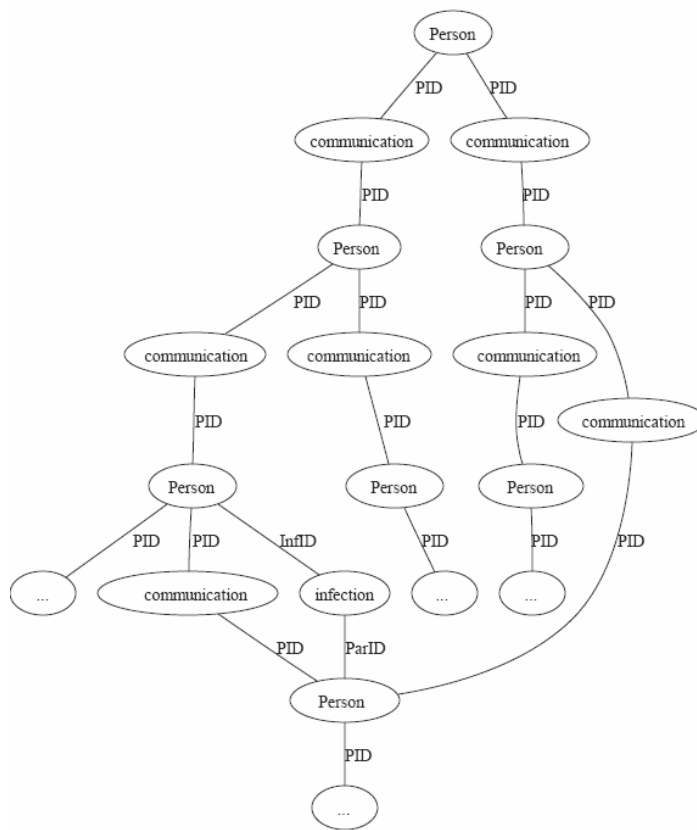 Person
PID PID
communication communication
PID PID
Person Person
PID PID PID PID
communication communication communication
communication
PID PID PID
Person Person Person
PID PID InfID PID PID PID
... communication infection ... ...
PID ParID
Person
PID
...